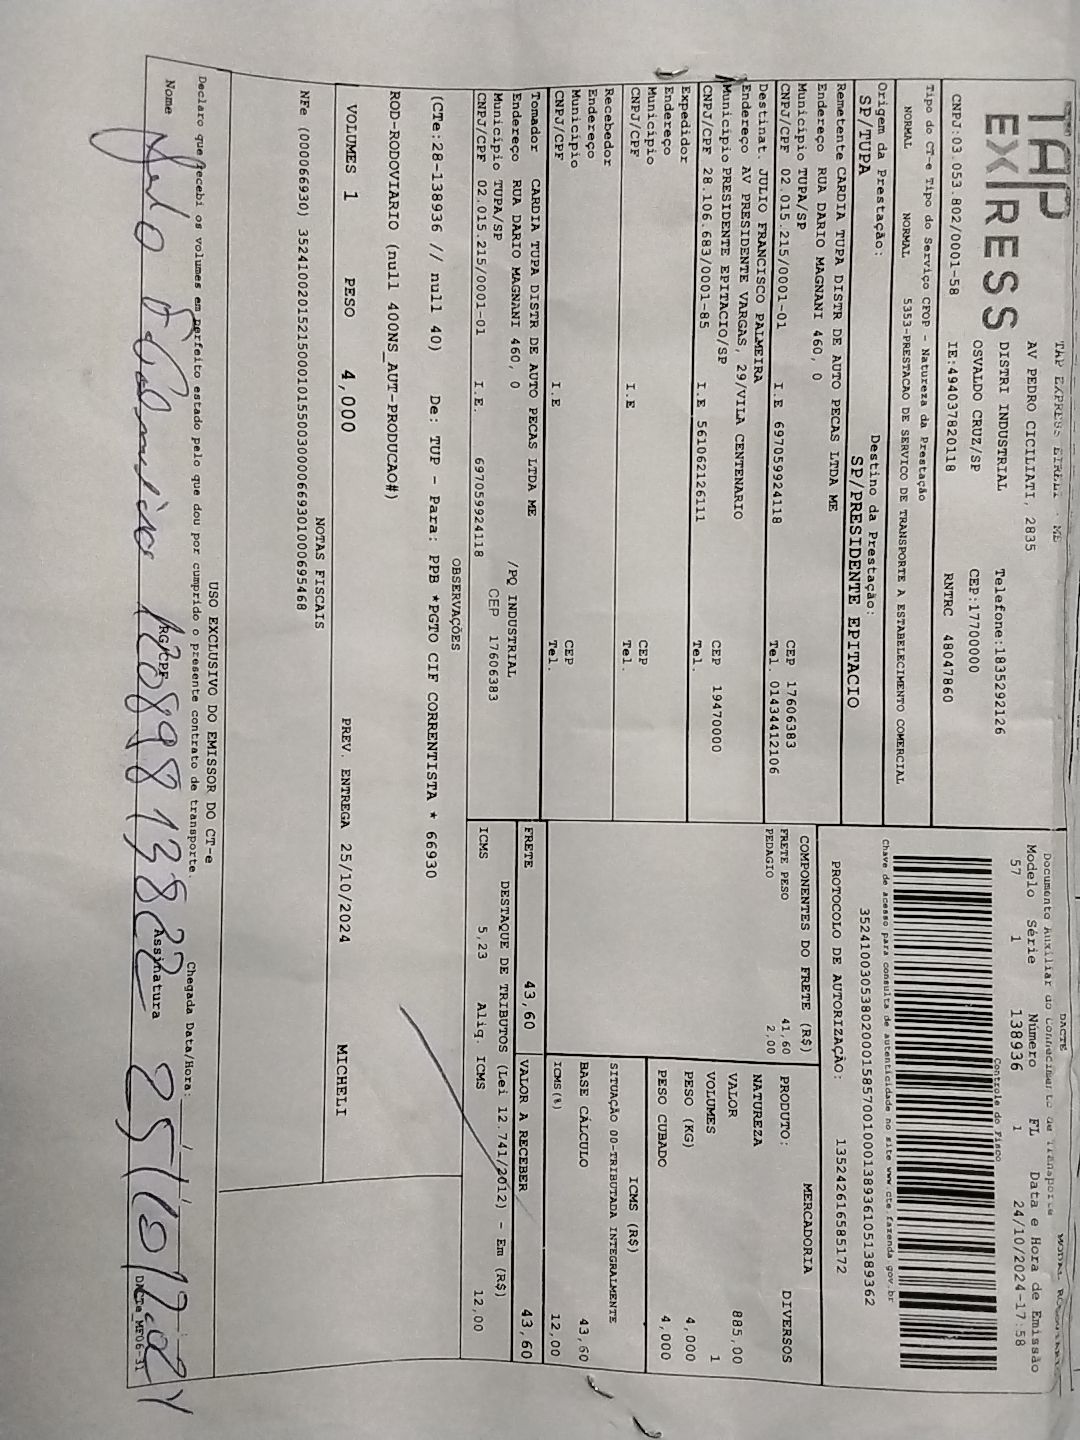 TAP
EXPRESS
TAP EXPRESS EIRELI - ME
AV PEDRO CICILIATI, 2835
DISTRI INDUSTRIAL Telefone:1835292126
OSVALDO CRUZ/SP CEP:17700000
CNPJ:03.053.802/0001-58 IE:494037820118 RNTRC 48047860
DACTE
Documento Auxiliar do Conhecimento de Transporte
Modelo Série Número FL Data e Hora de Emissão
57 1 138936 1 24/10/2024-17:58
Controle do Fisco
Chave de acesso para consulta de autenticidade no site www.cte.fazenda.gov.br
35241003053802000158570010001389361051389362
PROTOCOLO DE AUTORIZAÇÃO: 135242616585172
Tipo do CT-e Tipo do Serviço CFOP - Natureza da Prestação
NORMAL NORMAL 5353-PRESTACAO DE SERVICO DE TRANSPORTE A ESTABELECIMENTO COMERCIAL
Origem da Prestação: Destino da Prestação:
SP/TUPA SP/PRESIDENTE EPITACIO
Remetente CARDIA TUPA DISTR DE AUTO PECAS LTDA ME
Endereço RUA DARIO MAGNANI 460, 0
Município TUPA/SP CEP 17606383
CNPJ/CPF 02.015.215/0001-01 I.E 697059924118 Tel. 01434412106
Destinat. JULIO FRANCISCO PALMEIRA
Endereço AV PRESIDENTE VARGAS, 29/VILA CENTENARIO
Município PRESIDENTE EPITACIO/SP CEP 19470000
CNPJ/CPF 28.106.683/0001-85 I.E 561062126111 Tel.
Expedidor
Endereço
Município CEP
CNPJ/CPF I.E Tel.
Recebedor
Endereço
Município CEP
CNPJ/CPF I.E Tel.
Tomador CARDIA TUPA DISTR DE AUTO PECAS LTDA ME
Endereço RUA DARIO MAGNANI 460, 0 /PQ INDUSTRIAL
Município TUPA/SP CEP 17606383
CNPJ/CPF 02.015.215/0001-01 I.E. 697059924118
COMPONENTES DO FRETE (R$)
FRETE PESO 41,60
PEDAGIO 2,00
MERCADORIA
PRODUTO: DIVERSOS
NATUREZA
VALOR 885,00
VOLUMES 1
PESO (KG) 4,000
PESO CUBADO 4,000
ICMS (R$)
SITUAÇÃO 00-TRIBUTADA INTEGRALMENTE
BASE CÁLCULO 43,60
ICMS(%) 12,00
FRETE 43,60 VALOR A RECEBER 43,60
DESTAQUE DE TRIBUTOS (Lei 12.741/2012) - Em (R$)
ICMS 5,23 Aliq. ICMS 12,00
OBSERVAÇÕES
(CTe:28-138936 // null 40) De: TUP - Para: PPB *PGTO CIF CORRENTISTA * 66930
ROD-RODOVIARIO (null 400NS_AUT-PRODUCAO#)
VOLUMES 1 PESO 4,000 PREV. ENTREGA 25/10/2024 MICHELI
NOTAS FISCAIS
NFe (000066930) 35241002015215000101550030000669301000695468
USO EXCLUSIVO DO EMISSOR DO CT-e
Declaro que recebi os volumes em perfeito estado pelo que dou por cumprido o presente contrato de transporte.
Chegada Data/Hora:
Nome RG/CPF Assinatura
25/10/2024
DACTe_MF06-31